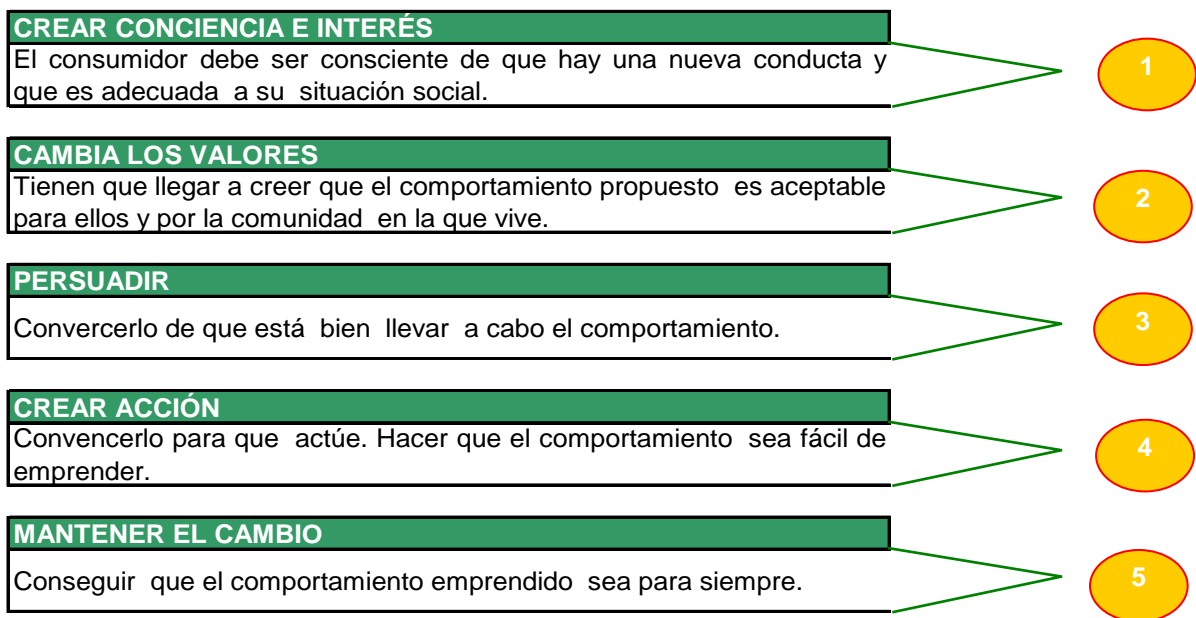 CREAR CONCIENCIA E INTERÉS
El consumidor debe ser consciente de que hay una nueva conducta y
que es adecuada a su situación social.
1
CAMBIA LOS VALORES
Tienen que llegar a creer que el comportamiento propuesto es aceptable
para ellos y por la comunidad en la que vive.
2
PERSUADIR
Convercerlo de que está bien llevar a cabo el comportamiento.
3
CREAR ACCIÓN
Convencerlo para que actúe. Hacer que el comportamiento sea fácil de
emprender.
4
MANTENER EL CAMBIO
Conseguir que el comportamiento emprendido sea para siempre.
5